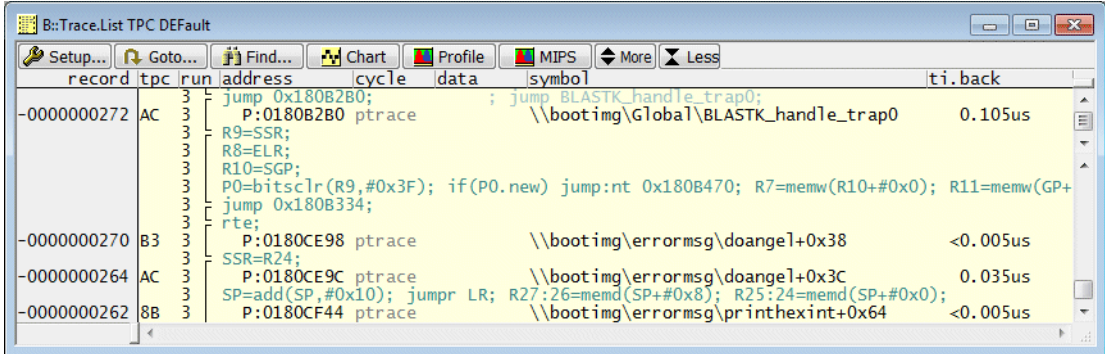 B::Trace.List TPC DEFault
Setup... Goto... Find... Chart Profile MIPS More Less
record tpc run address cycle data symbol ti.back
3 jump 0x180B2B0; ; jump BLASTK_handle_trap0;
-0000000272 AC 3 P:0180B2B0 ptrace \\bootimg\Global\BLASTK_handle_trap0 0.105us
3 R9=SSR;
3 R8=ELR;
3 R10=SGP;
3 P0=bitsclr(R9,#0x3F); if(P0.new) jump:nt 0x180B470; R7=memw(R10+#0x0); R11=memw(GP+
3 jump 0x180B334;
3 rte;
-0000000270 B3 3 P:0180CE98 ptrace \\bootimg\errormsg\doangel+0x38 <0.005us
3 SSR=R24;
-0000000264 AC 3 P:0180CE9C ptrace \\bootimg\errormsg\doangel+0x3C 0.035us
3 SP=add(SP,#0x10); jumpr LR; R27:26=memd(SP+#0x8); R25:24=memd(SP+#0x0);
-0000000262 8B 3 P:0180CF44 ptrace \\bootimg\errormsg\printhexint+0x64 <0.005us